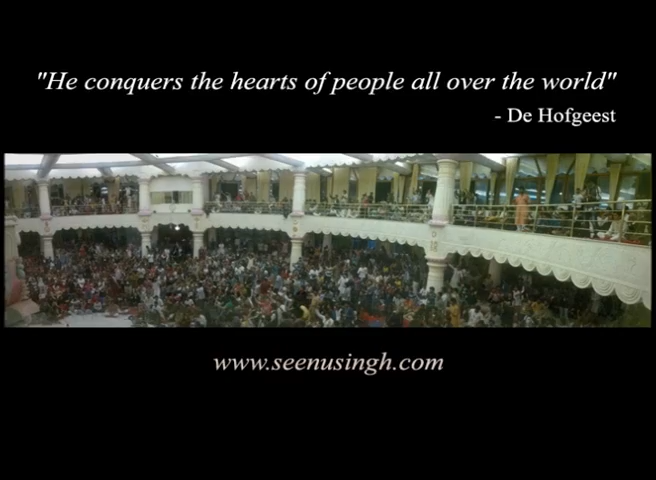 "He conquers the hearts of people all over the world"
- De Hofgeest
www.seenusingh.com